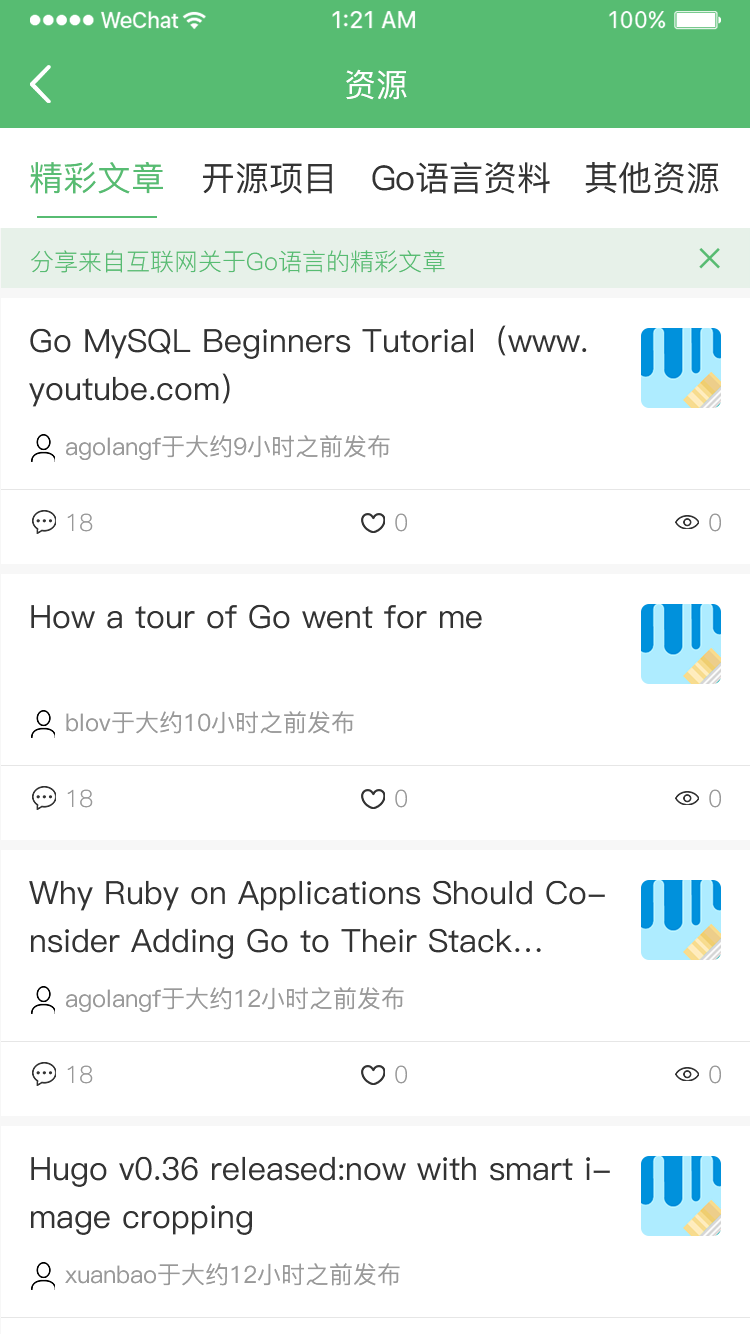 WeChat 1:21 AM 100%
资源
精彩文章 开源项目 Go语言资料 其他资源
分享来自互联网关于Go语言的精彩文章
Go MySQL Beginners Tutorial（www.
youtube.com）
agolangf于大约9小时之前发布
18 0 0
How a tour of Go went for me
blov于大约10小时之前发布
18 0 0
Why Ruby on Applications Should Co-
nsider Adding Go to Their Stack...
agolangf于大约12小时之前发布
18 0 0
Hugo v0.36 released:now with smart i-
mage cropping
xuanbao于大约12小时之前发布